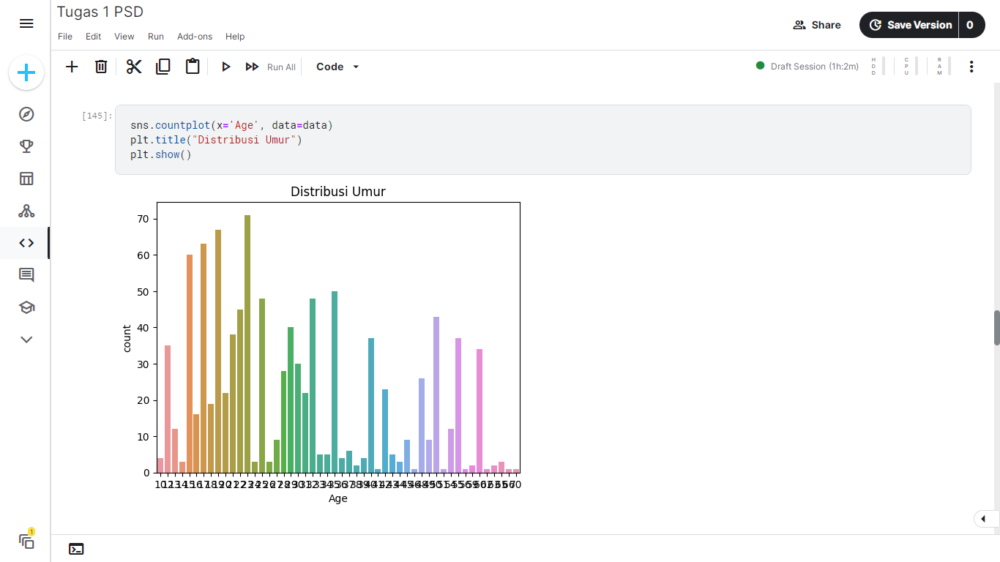 Tugas 1 PSD
File Edit View Run Add-ons Help
Share
Save Version 0
Run All
Code
Draft Session (1h:2m)
HDD
CPU
RAM
[145]:
sns.countplot(x='Age', data=data)
plt.title("Distribusi Umur")
plt.show()
Distribusi Umur
70
60
50
40
30
20
10
0
count
Age
1